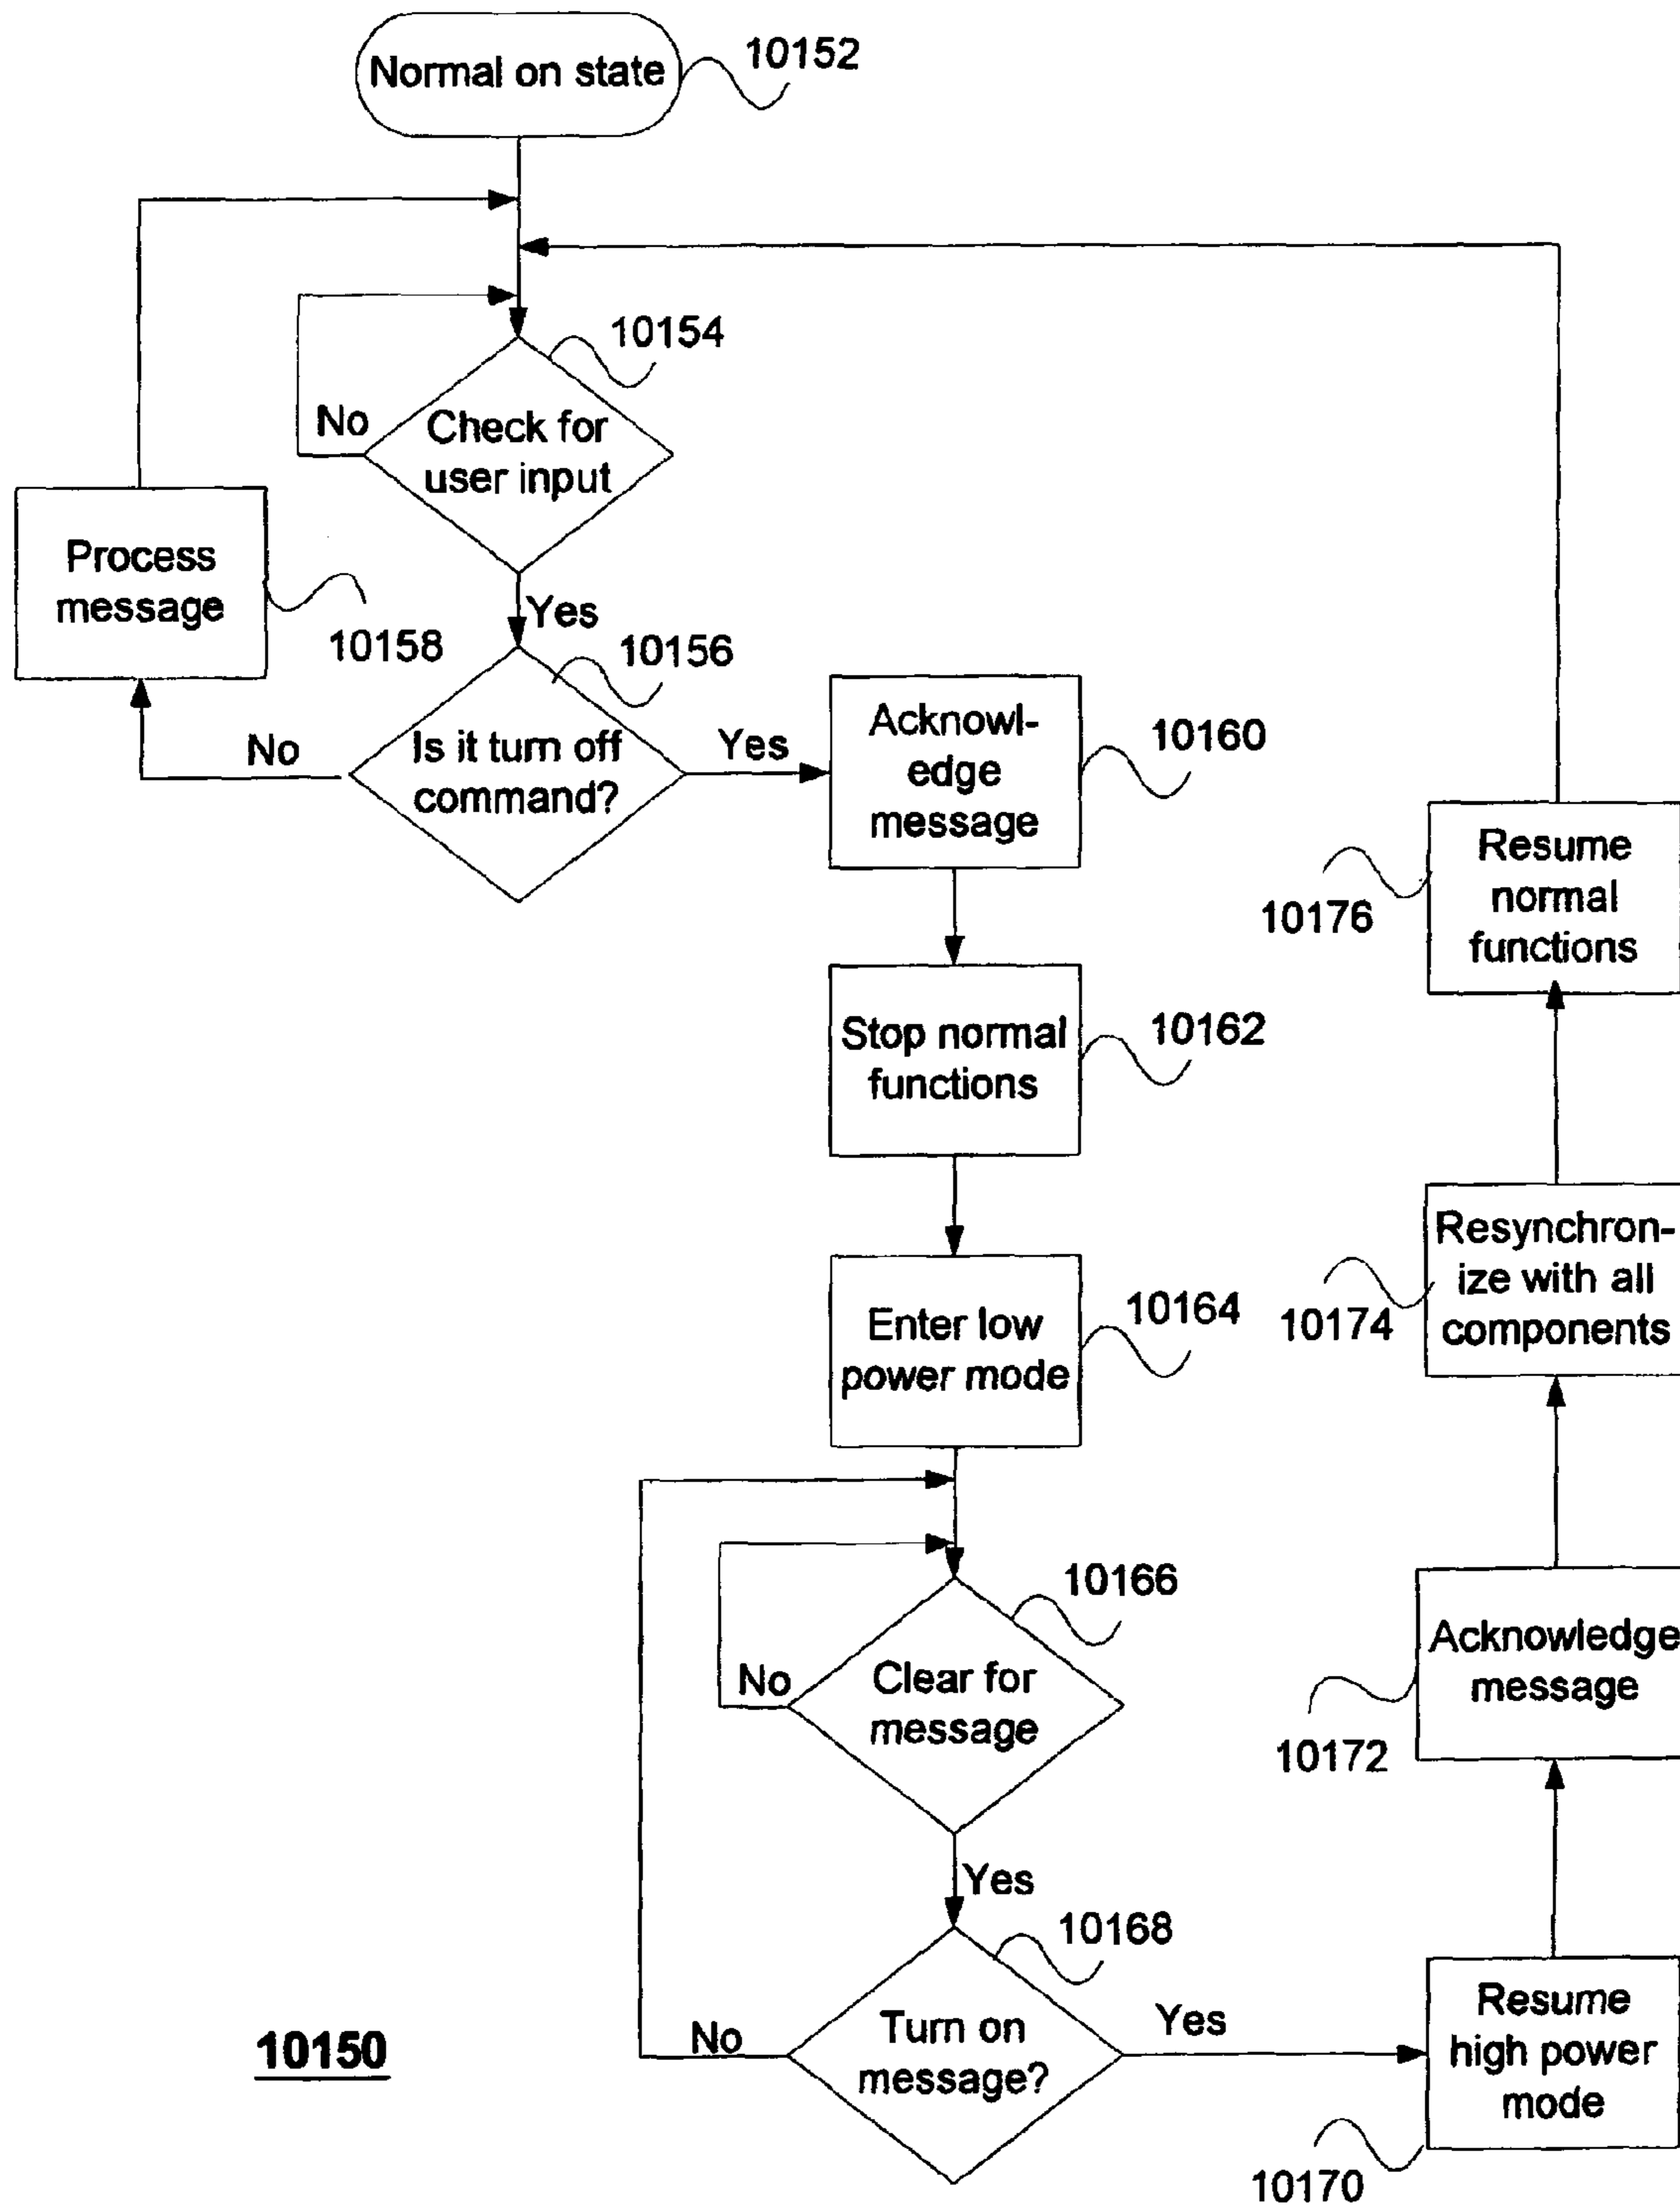 Normal on state
10152
10154
No
Check for
user input
Process
message
10158
Yes
10156
Is it turn off
command?
No
Yes
Acknowl-
edge
message
10160
Stop normal
functions
10162
Enter low
power mode
10164
10166
No
Clear for
message
Yes
10168
Turn on
message?
No
Yes
Resume
high power
mode
10170
Acknowledge
message
10172
Resynchron-
ize with all
components
10174
Resume
normal
functions
10176
10150